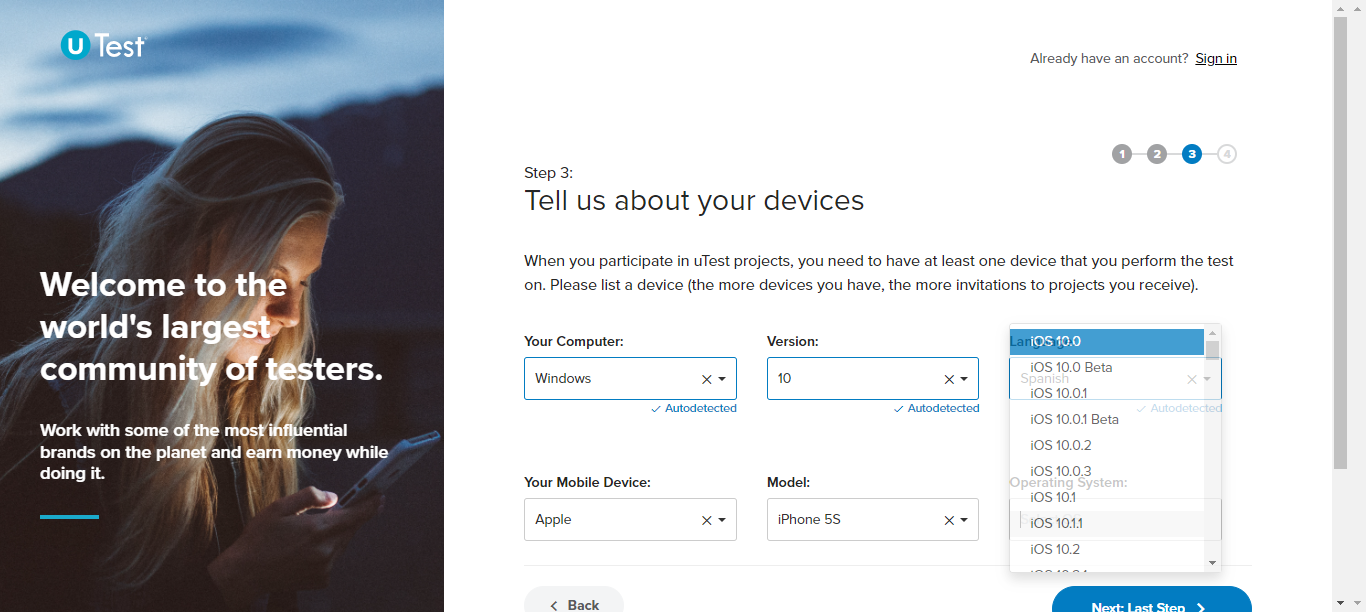 U Test
Already have an account? Sign in
1 2 3 4
Step 3:
Tell us about your devices
Welcome to the
world's largest
community of testers.
Work with some of the most influential
brands on the planet and earn money while
doing it.
When you participate in uTest projects, you need to have at least one device that you perform the test
on. Please list a device (the more devices you have, the more invitations to projects you receive).
Your Computer:
Windows
Autodetected
Version:
10
Autodetected
Language:
Spanish
Autodetected
Your Mobile Device:
Apple
Model:
iPhone 5S
Operating System:
iOS 10.0
iOS 10.0 Beta
iOS 10.0.1
iOS 10.0.1 Beta
iOS 10.0.2
iOS 10.0.3
iOS 10.1
iOS 10.1.1
iOS 10.2
Back
Next: Last Step